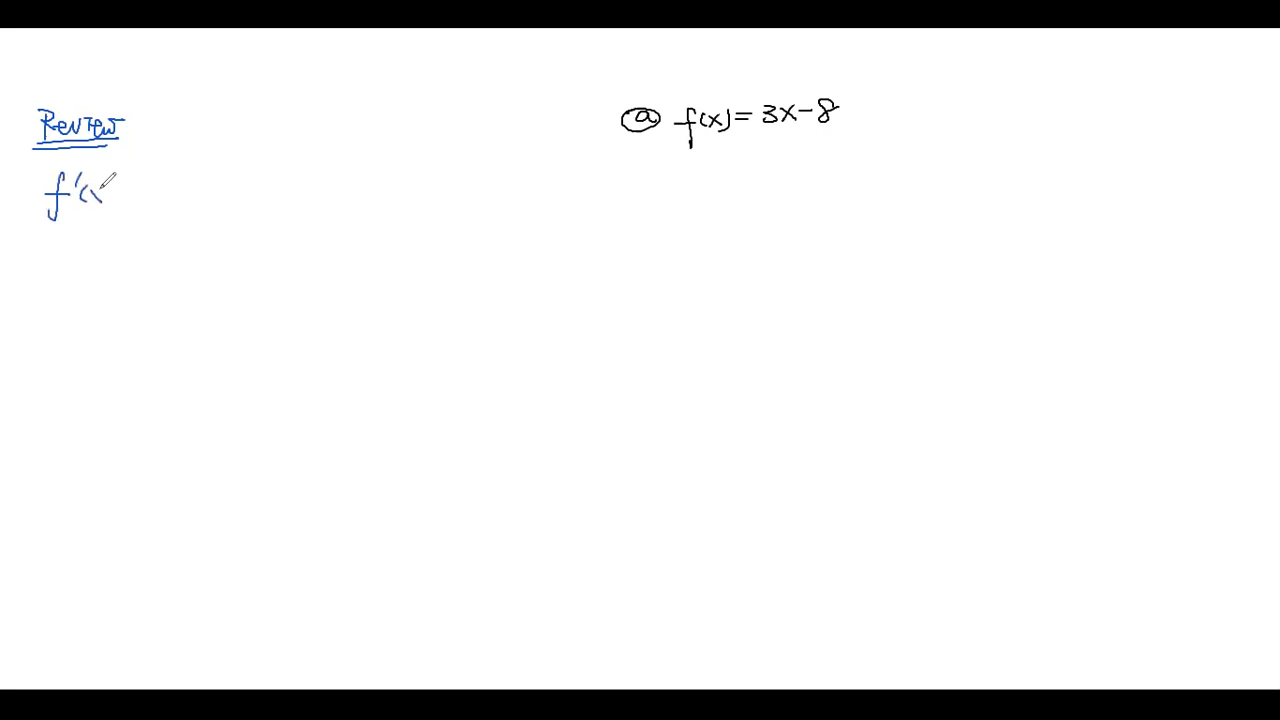 Review
f'(x
ⓐ f(x) = 3x - 8